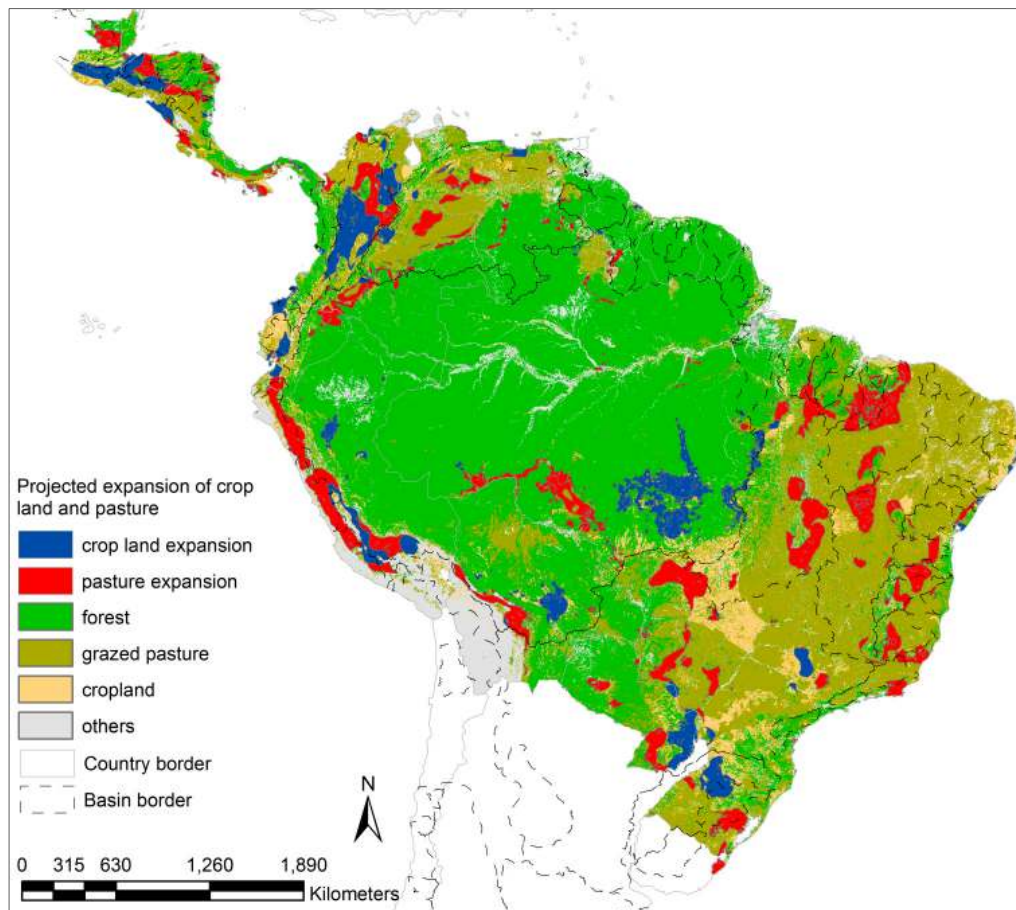 Projected expansion of crop
land and pasture
crop land expansion
pasture expansion
forest
grazed pasture
cropland
others
Country border
Basin border
N
0 315 630 1,260 1,890
Kilometers